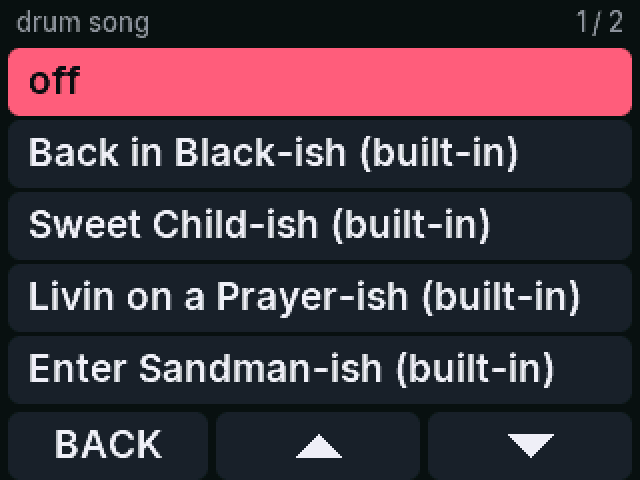 drum song 1 / 2
off
Back in Black-ish (built-in)
Sweet Child-ish (built-in)
Livin on a Prayer-ish (built-in)
Enter Sandman-ish (built-in)
BACK